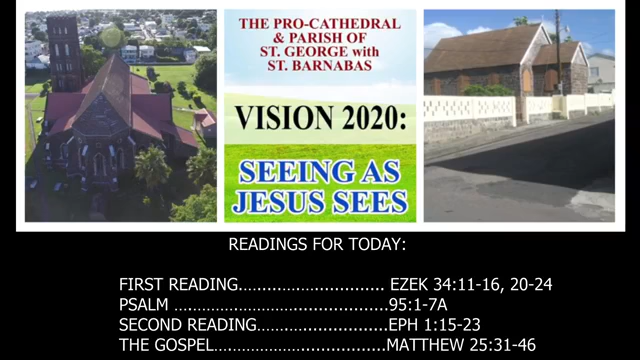 THE PRO-CATHEDRAL
& PARISH OF
ST. GEORGE with
ST. BARNABAS
VISION 2020:
SEEING AS
JESUS SEES
READINGS FOR TODAY:
FIRST READING................................ EZEK 34:11-16, 20-24
PSALM ..........................................95:1-7A
SECOND READING..........................EPH 1:15-23
THE GOSPEL..................................MATTHEW 25:31-46